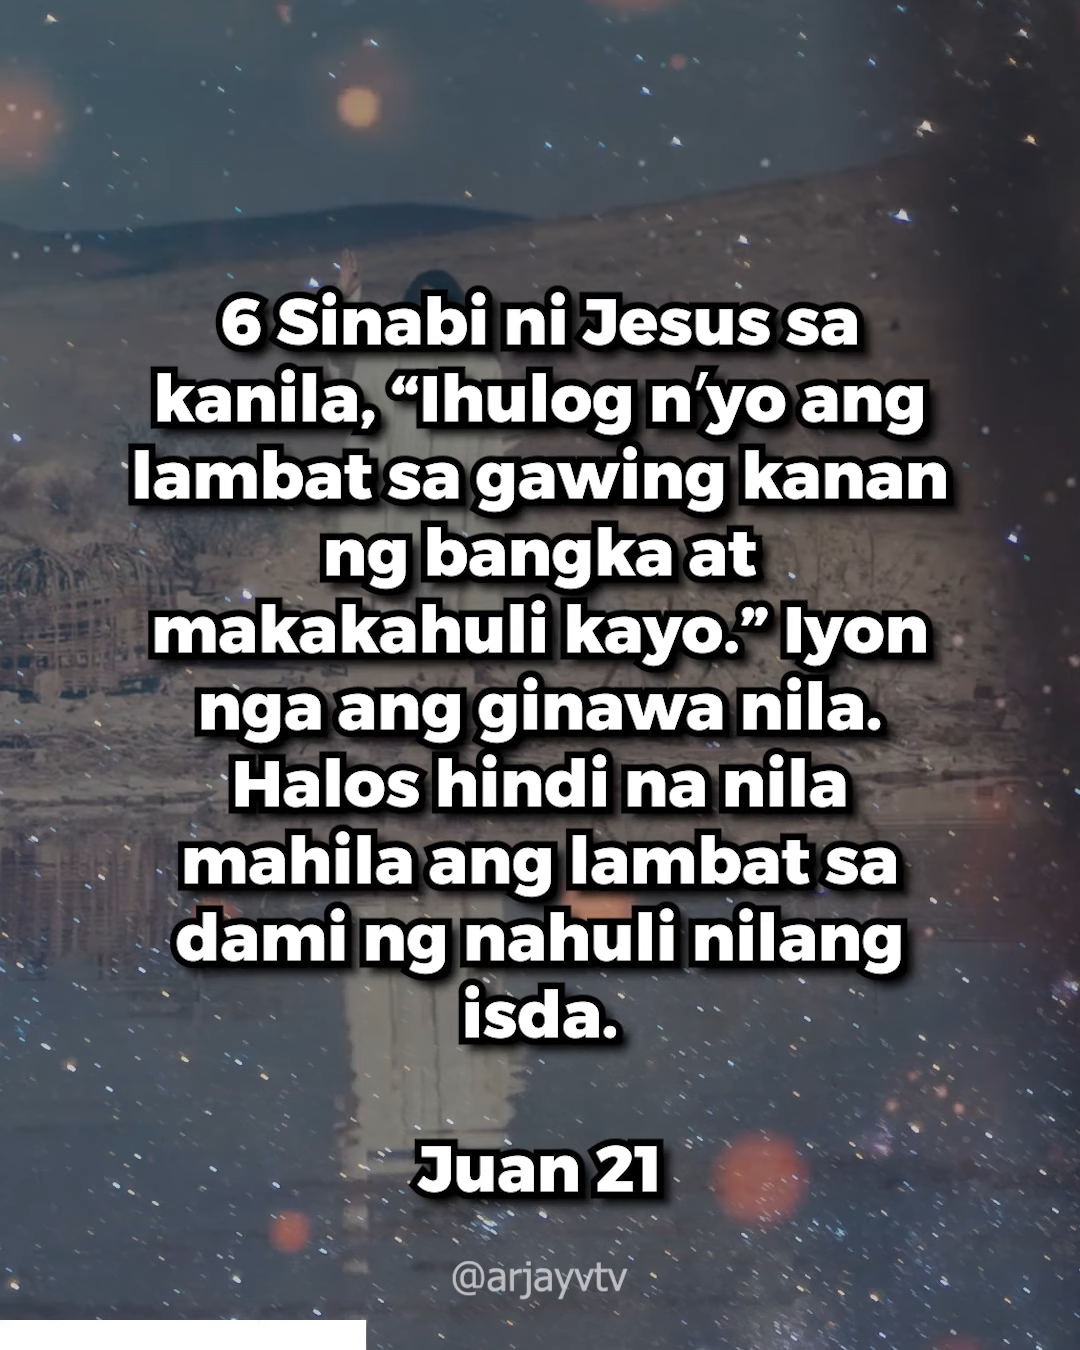 6 Sinabi ni Jesus sa
kanila, “Ihulog n’yo ang
lambat sa gawing kanan
ng bangka at
makakahuli kayo.” Iyon
nga ang ginawa nila.
Halos hindi na nila
mahila ang lambat sa
dami ng nahuli nilang
isda.
Juan 21
@arjayvtv